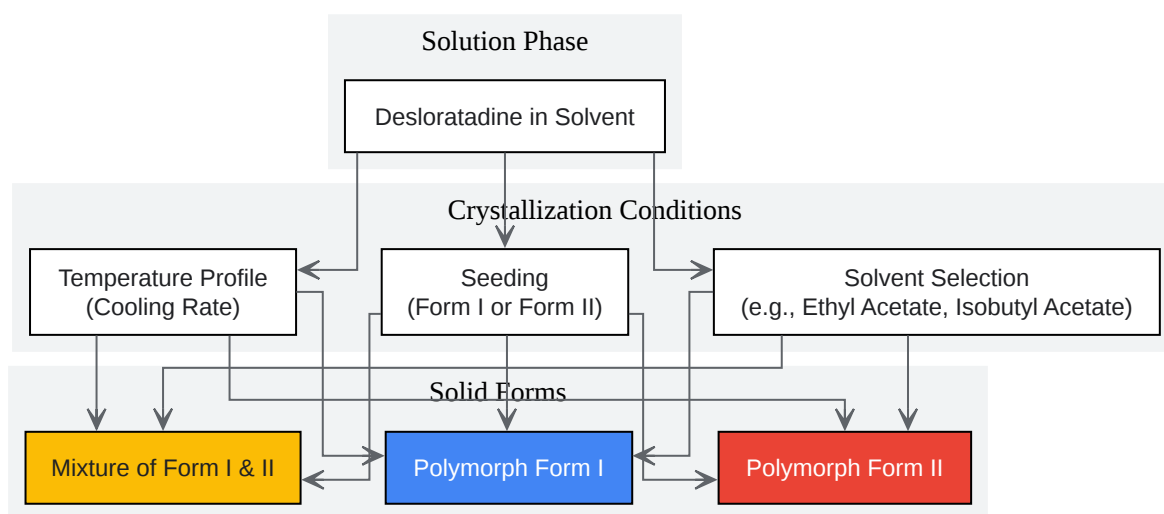 Solution Phase
Desloratadine in Solvent
Crystallization Conditions
Temperature Profile
(Cooling Rate)
Seeding
(Form I or Form II)
Solvent Selection
(e.g., Ethyl Acetate, Isobutyl Acetate)
Solid Forms
Mixture of Form I & II
Polymorph Form I
Polymorph Form II